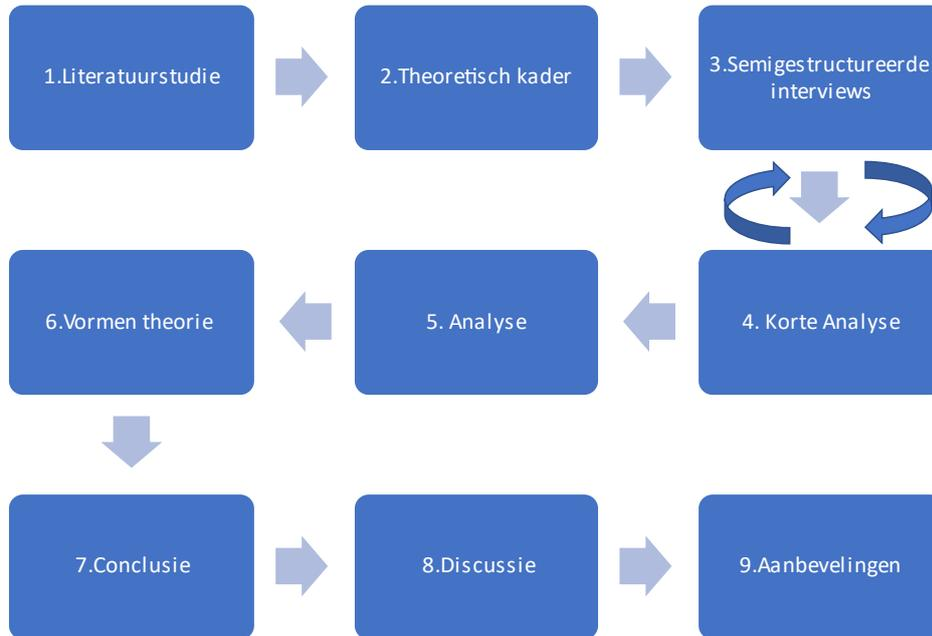 1.Literatuurstudie
2.Theoretisch kader
3.Semigestructureerde
interviews
4. Korte Analyse
5. Analyse
6.Vormen theorie
7.Conclusie
8.Discussie
9.Aanbevelingen